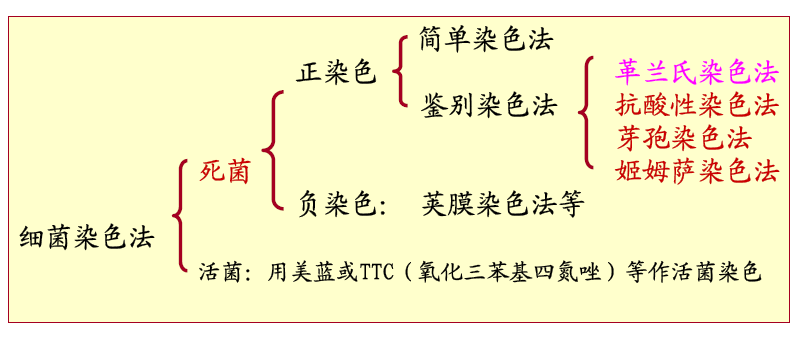 简单染色法
正染色
革兰氏染色法
鉴别染色法
抗酸性染色法
芽孢染色法
死菌
姬姆萨染色法
负染色： 荚膜染色法等
细菌染色法
活菌：用美蓝或TTC（氧化三苯基四氮唑）等作活菌染色